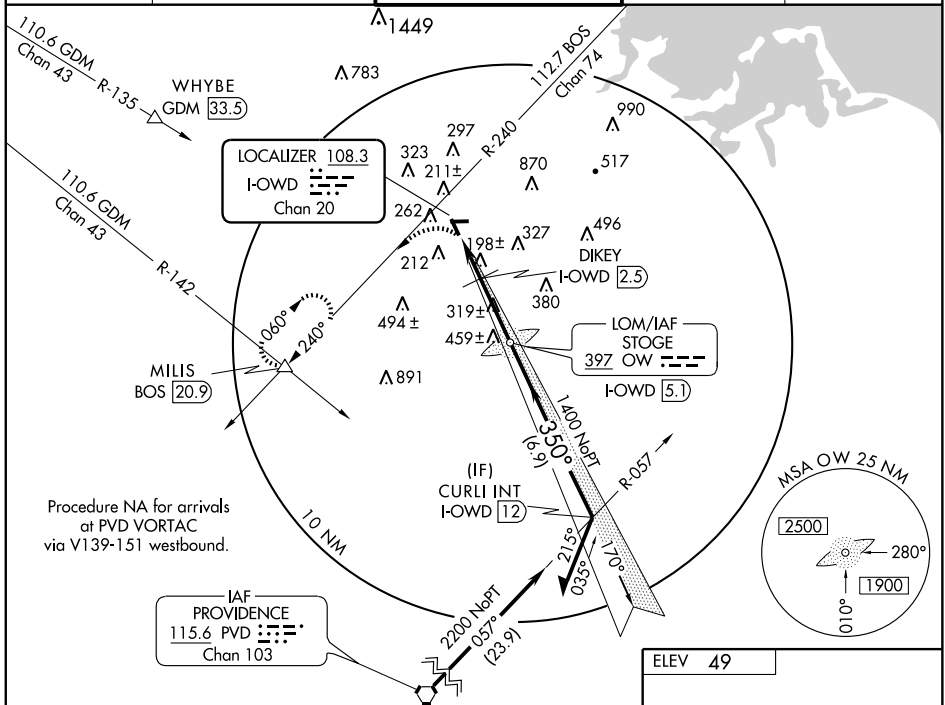 1449
110.6 GDM
Chan 43
R-135
WHYBE
GDM 33.5
783
112.7 BOS
Chan 74
R-240
990
297
323
211±
870
517
LOCALIZER 108.3
I-OWD
Chan 20
262
110.6 GDM
Chan 43
R-142
212
198±
327
496
DIKEY
I-OWD 2.5
380
494±
319±
459±
060°
240°
LOM/IAF
STOGE
397 OW
I-OWD 5.1
MILIS
BOS 20.9
891
1400 NoPT
350°
(6.9)
R-057
(IF)
CURLI INT
I-OWD 12
MSA OW 25 NM
2500
280°
1900
010°
Procedure NA for arrivals
at PVD VORTAC
via V139-151 westbound.
10 NM
215°
035°
170°
IAF
PROVIDENCE
115.6 PVD
Chan 103
2200 NoPT
057°
(23.9)
ELEV 49